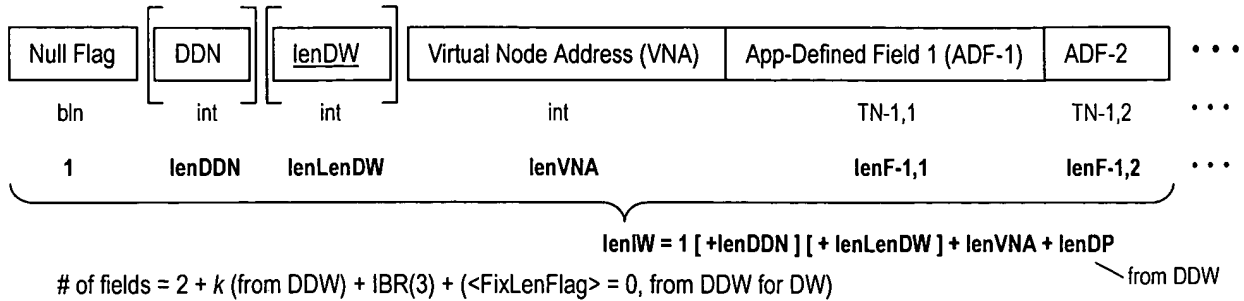 Null Flag DDN lenDW Virtual Node Address (VNA) App-Defined Field 1 (ADF-1) ADF-2 • • •
bln int int int TN-1,1 TN-1,2 • • •
1 lenDDN lenLenDW lenVNA lenF-1,1 lenF-1,2 • • •
lenIW = 1 [ +lenDDN ] [ + lenLenDW ] + lenVNA + lenDP
from DDW
# of fields = 2 + k (from DDW) + IBR(3) + (<FixLenFlag> = 0, from DDW for DW)